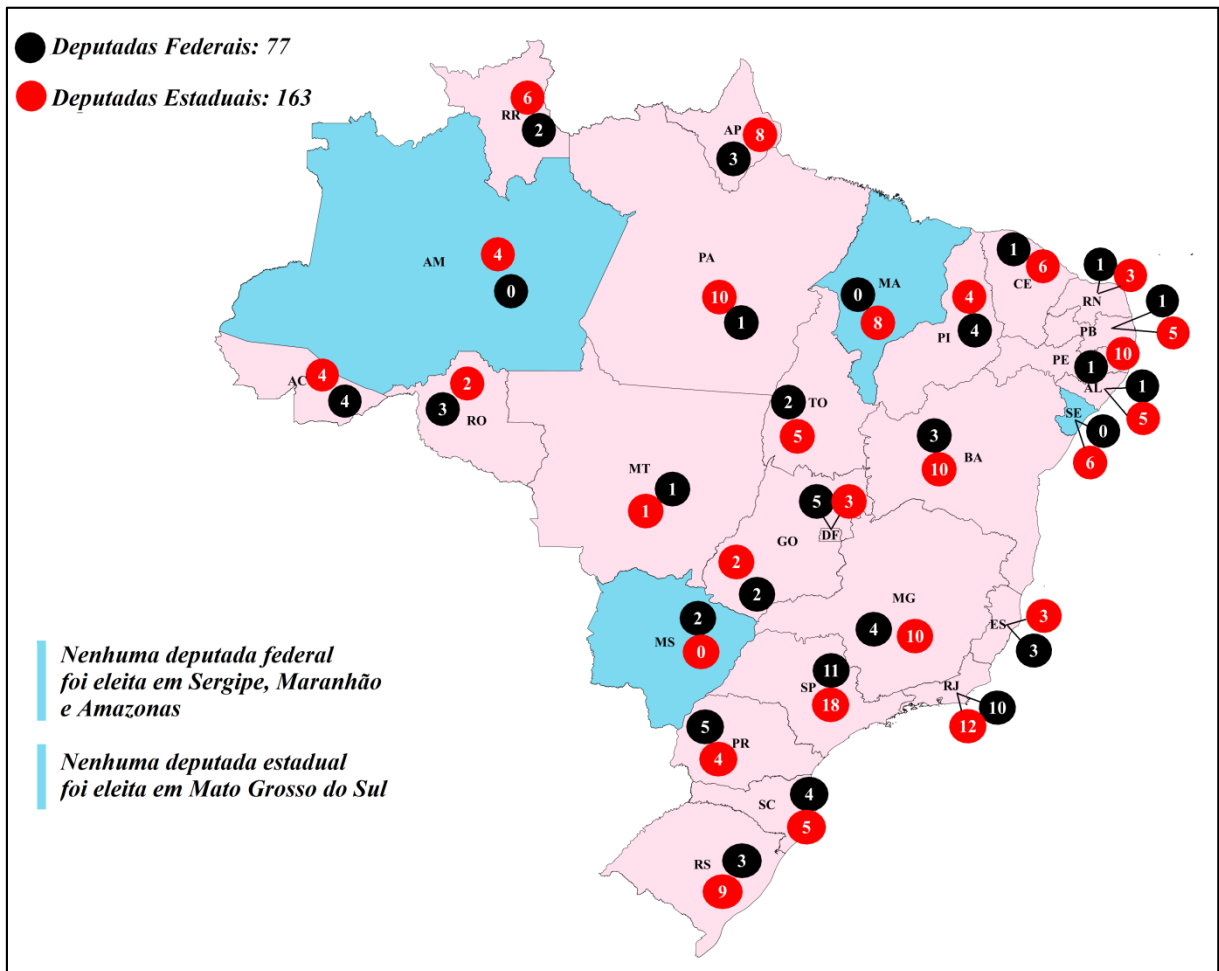 Deputadas Federais: 77
Deputadas Estaduais: 163
6
RR
2
AP
8
3
AM
4
0
PA
10
1
0
MA
8
4
PI
4
1
6
CE
1
3
RN
1
PB
5
PE
1
10
AL
1
5
SE
0
6
AC
4
4
2
3
RO
2
TO
5
3
10
BA
MT
1
1
5
3
DF
GO
2
2
2
MS
0
MG
4
10
ES
3
3
11
SP
18
RJ
10
12
5
PR
4
SC
4
5
RS
3
9
Nenhuma deputada federal
foi eleita em Sergipe, Maranhão
e Amazonas
Nenhuma deputada estadual
foi eleita em Mato Grosso do Sul